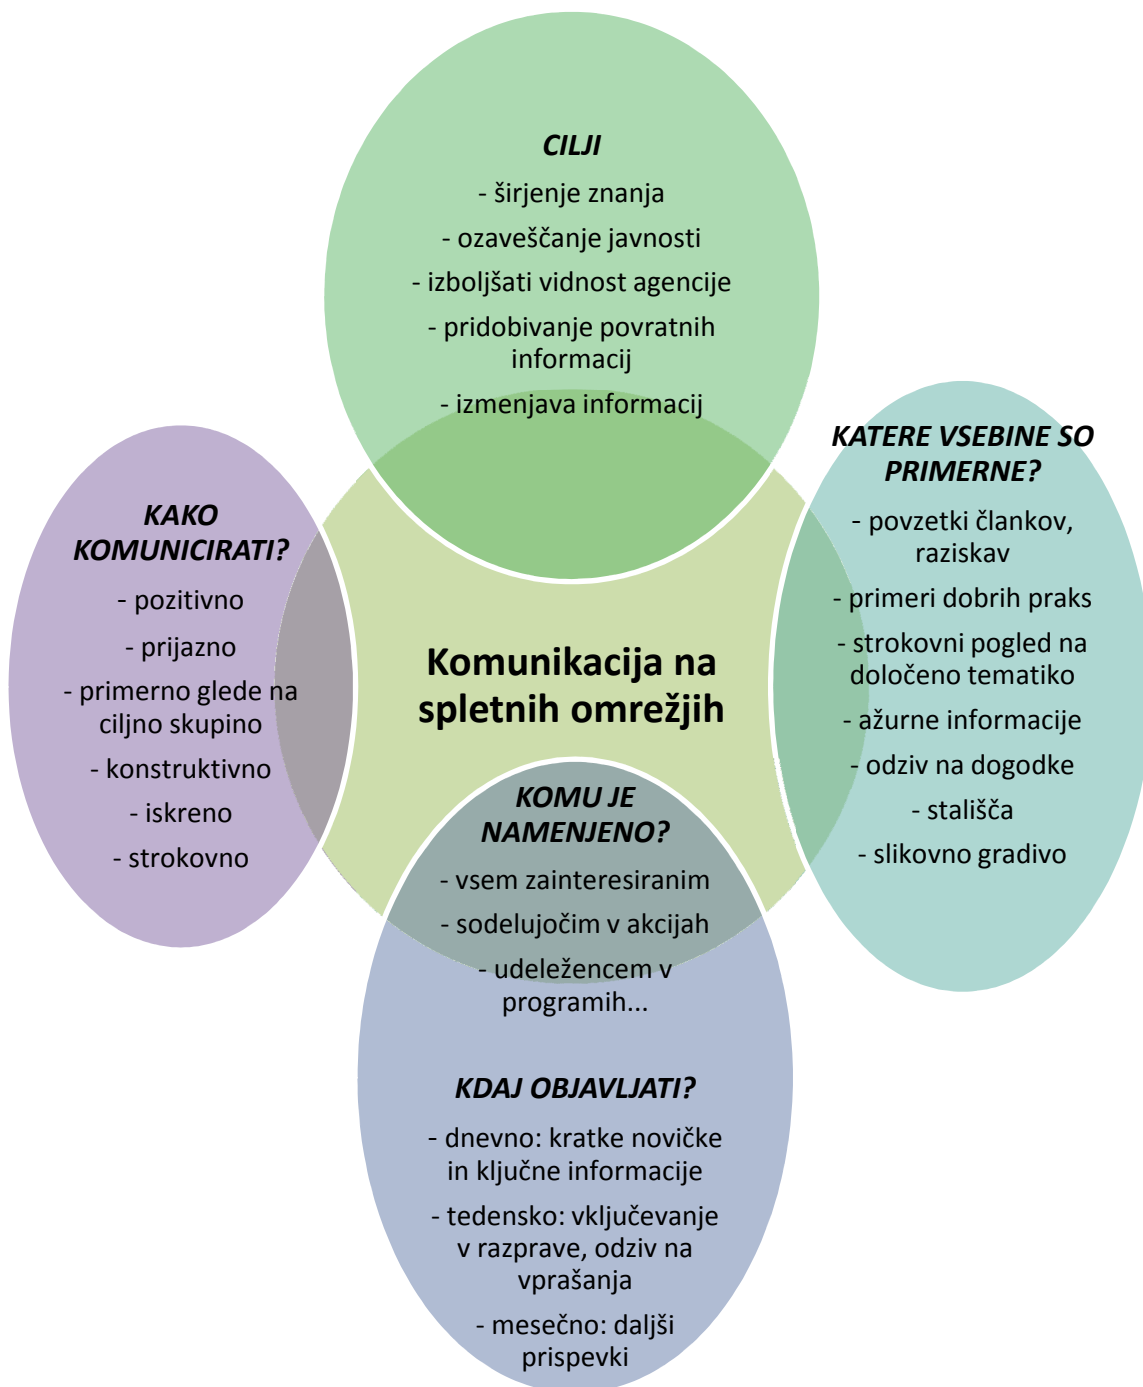 CILJI
- širjenje znanja
- ozaveščanje javnosti
- izboljšati vidnost agencije
- pridobivanje povratnih
informacij
- izmenjava informacij
KAKO
KOMUNICIRATI?
- pozitivno
- prijazno
- primerno glede na
ciljno skupino
- konstruktivno
- iskreno
- strokovno
Komunikacija na
spletnih omrežjih
KATERE VSEBINE SO
PRIMERNE?
- povzetki člankov,
raziskav
- primeri dobrih praks
- strokovni pogled na
določeno tematiko
- ažurne informacije
- odziv na dogodke
- stališča
- slikovno gradivo
KOMU JE
NAMENJENO?
- vsem zainteresiranim
- sodelujočim v akcijah
- udeležencem v
programih...
KDAJ OBJAVLJATI?
- dnevno: kratke novičke
in ključne informacije
- tedensko: vključevanje
v razprave, odziv na
vprašanja
- mesečno: daljši
prispevki